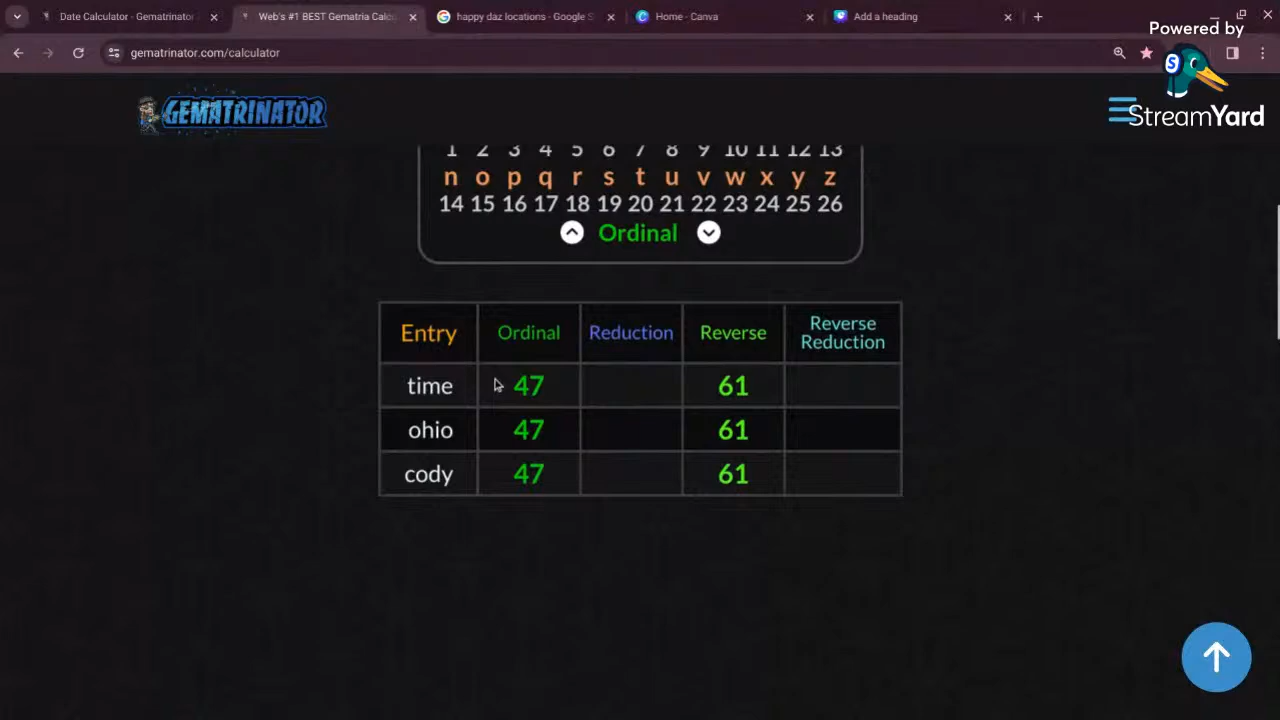 Date Calculator - Gematrinator
Web's #1 BEST Gematria Calc
happy daz locations - Google S
Home - Canva
Add a heading
Powered by
gematrinator.com/calculator
S
GEMATRINATOR
StreamYard
1 2 3 4 5 6 7 8 9 10 11 12 13
n o p q r s t u v w x y z
14 15 16 17 18 19 20 21 22 23 24 25 26
Ordinal
Entry Ordinal Reduction Reverse Reverse Reduction
time 47 61
ohio 47 61
cody 47 61